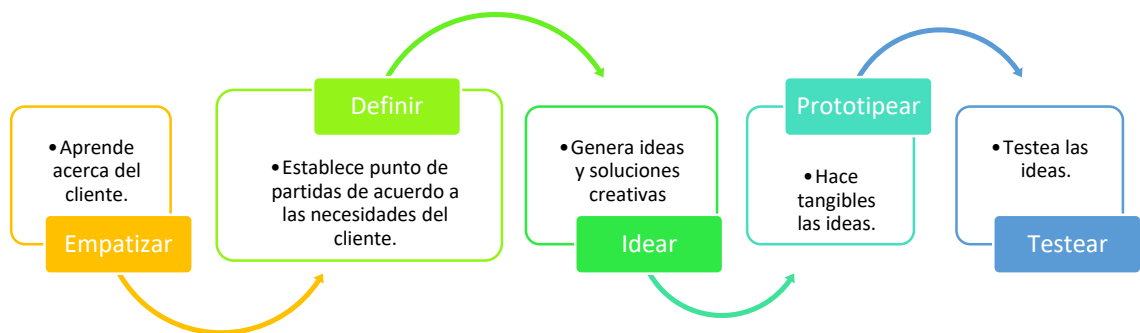 •Aprende
acerca del
cliente.
Empatizar
Definir
•Establece punto de
partidas de acuerdo a
las necesidades del
cliente.
•Genera ideas
y soluciones
creativas
Idear
Prototipear
•Hace
tangibles
las ideas.
•Testea las
ideas.
Testear